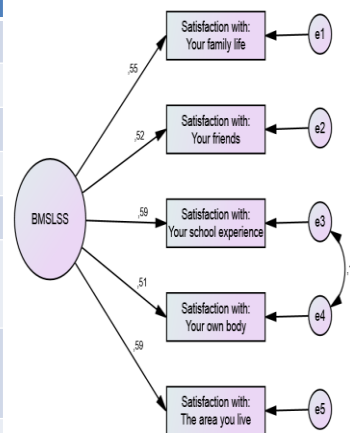 Satisfaction with:
Your family life
e1
,55
Satisfaction with:
Your friends
e2
,52
BMSLSS
,59
Satisfaction with:
Your school experience
e3
,51
Satisfaction with:
Your own body
e4
,59
Satisfaction with:
The area you live
e5